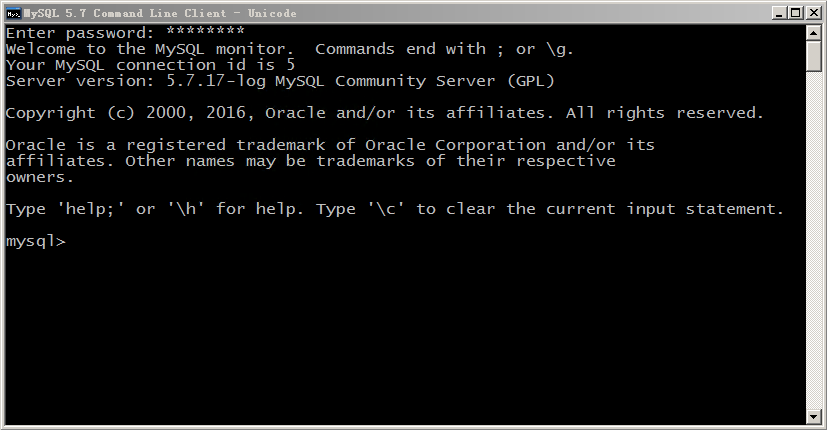 MySQL 5.7 Command Line Client - Unicode
Enter password: ********
Welcome to the MySQL monitor.  Commands end with ; or \g.
Your MySQL connection id is 5
Server version: 5.7.17-log MySQL Community Server (GPL)
Copyright (c) 2000, 2016, Oracle and/or its affiliates. All rights reserved.
Oracle is a registered trademark of Oracle Corporation and/or its
affiliates. Other names may be trademarks of their respective
owners.
Type 'help;' or '\h' for help. Type '\c' to clear the current input statement.
mysql>